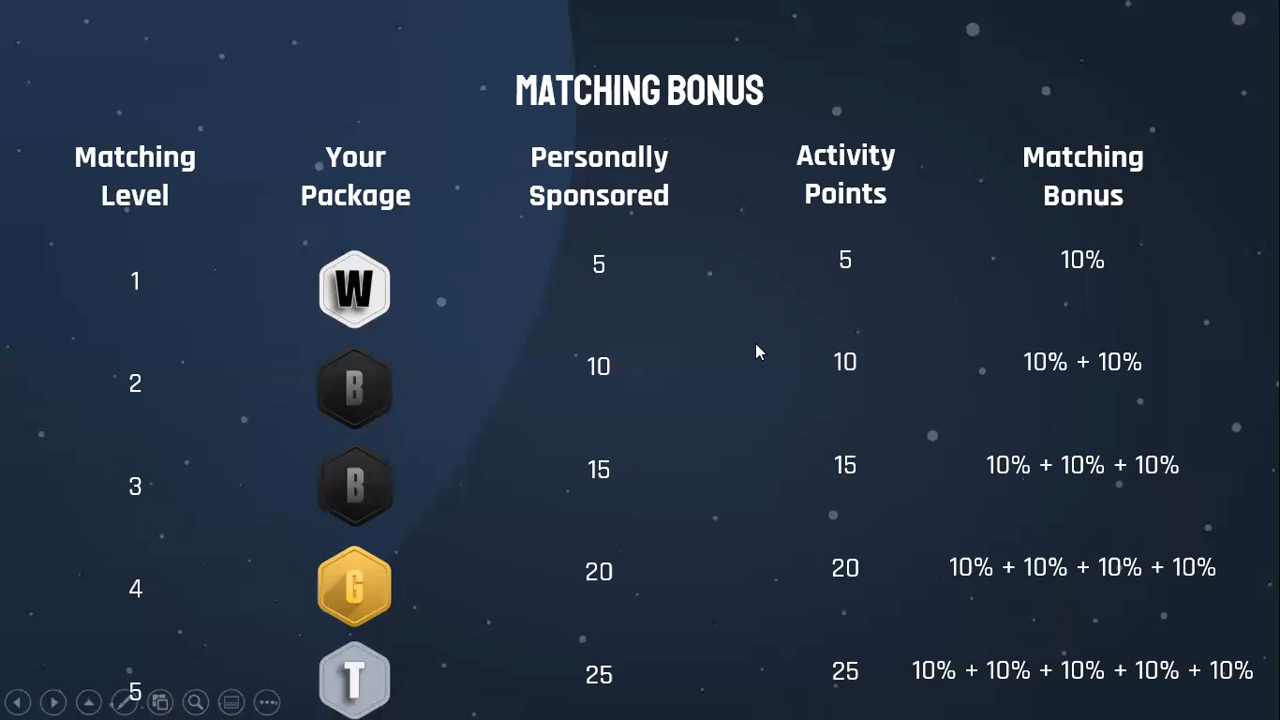 MATCHING BONUS
Matching Level
Your Package
Personally Sponsored
Activity Points
Matching Bonus
1 W 5 5 10%
2 B 10 10 10% + 10%
3 B 15 15 10% + 10% + 10%
4 G 20 20 10% + 10% + 10% + 10%
5 T 25 25 10% + 10% + 10% + 10% + 10%